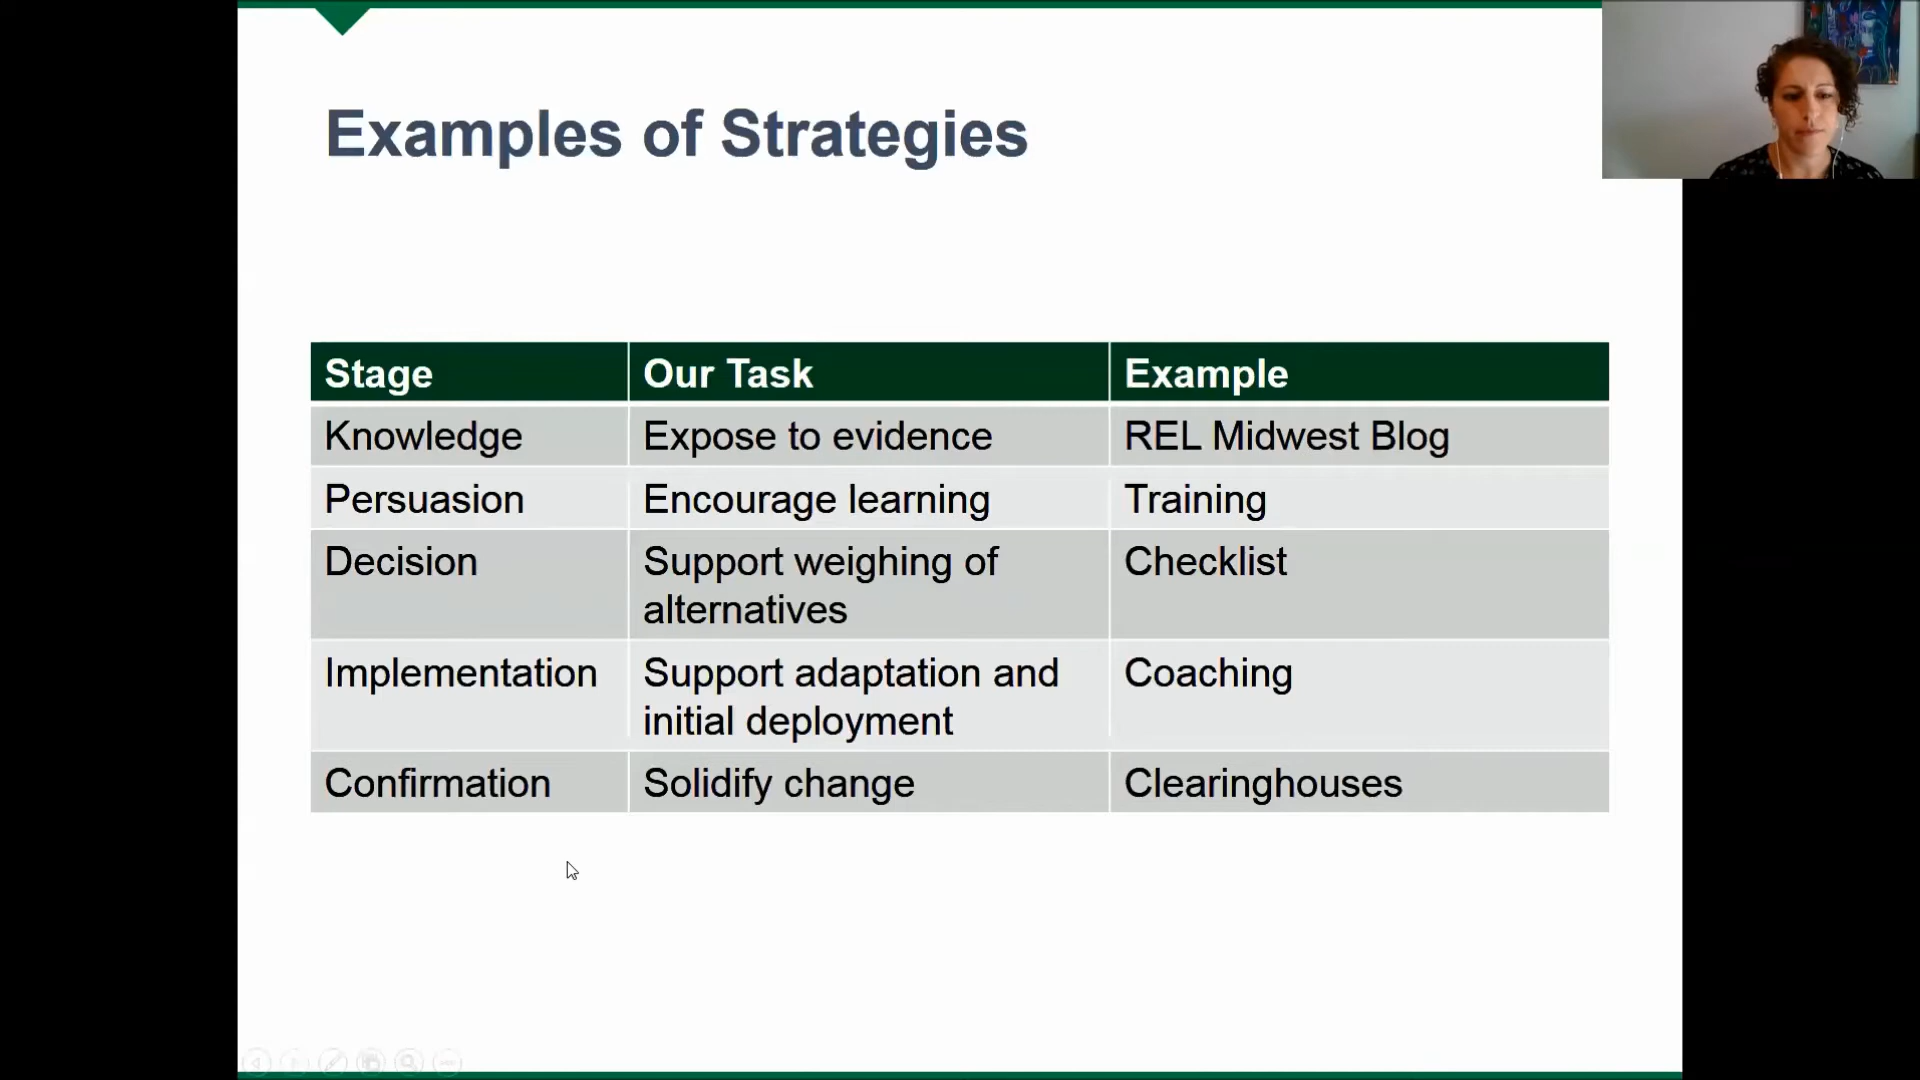 Examples of Strategies
Stage Our Task Example
Knowledge Expose to evidence REL Midwest Blog
Persuasion Encourage learning Training
Decision Support weighing of alternatives Checklist
Implementation Support adaptation and initial deployment Coaching
Confirmation Solidify change Clearinghouses